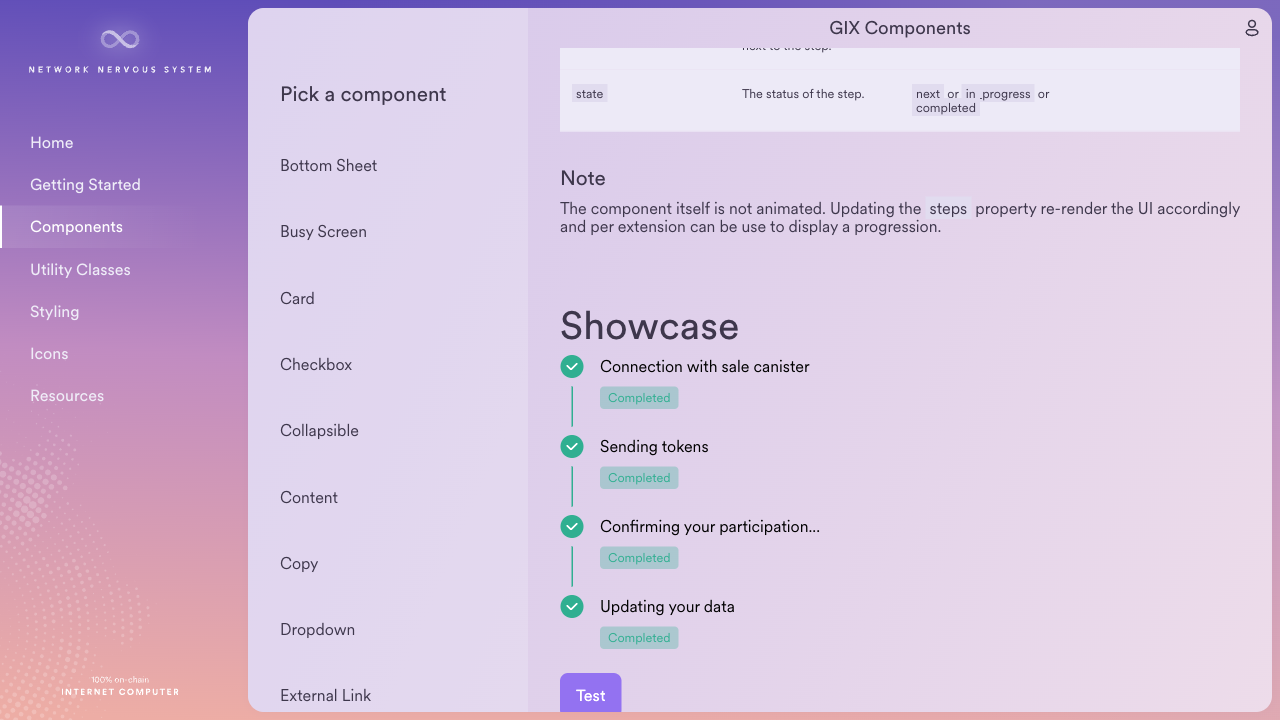 NETWORK NERVOUS SYSTEM
Home
Getting Started
Components
Utility Classes
Styling
Icons
Resources
100% on-chain
INTERNET COMPUTER
Pick a component
Bottom Sheet
Busy Screen
Card
Checkbox
Collapsible
Content
Copy
Dropdown
External Link
GIX Components
next to the step.
state
The status of the step.
next or in_progress or
completed
Note
The component itself is not animated. Updating the steps property re-render the UI accordingly
and per extension can be use to display a progression.
Showcase
Connection with sale canister
Completed
Sending tokens
Completed
Confirming your participation...
Completed
Updating your data
Completed
Test